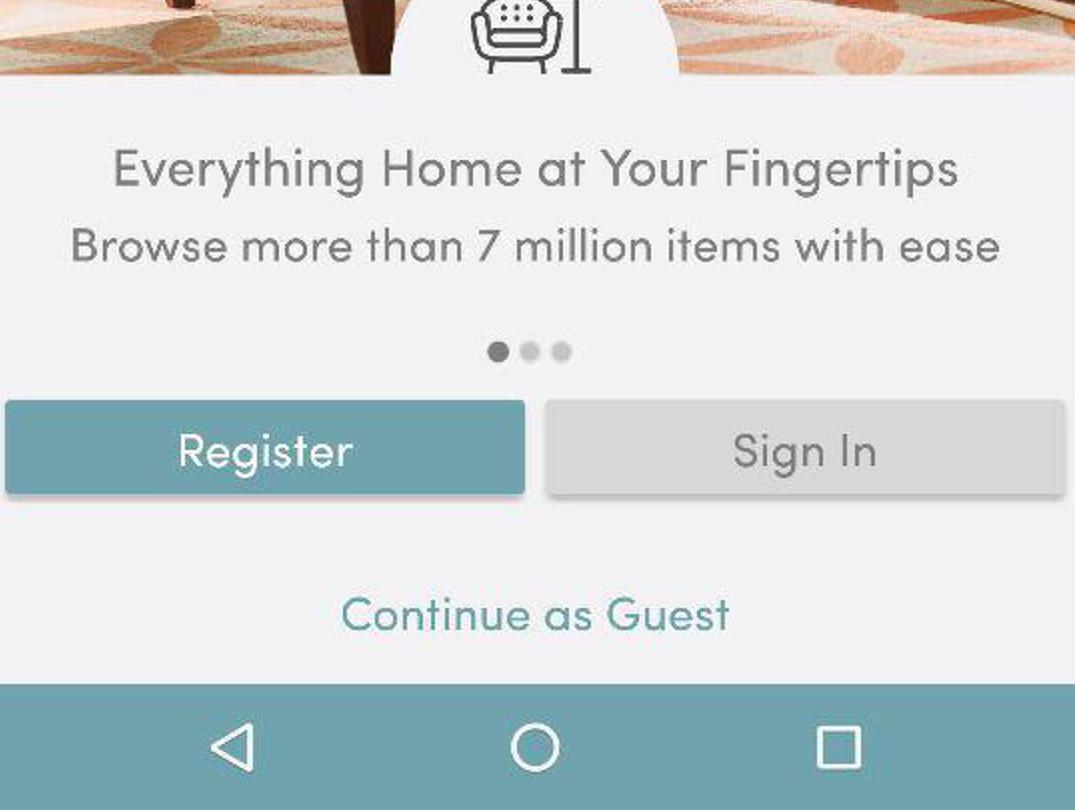 Everything Home at Your Fingertips
Browse more than 7 million items with ease
Register
Sign In
Continue as Guest